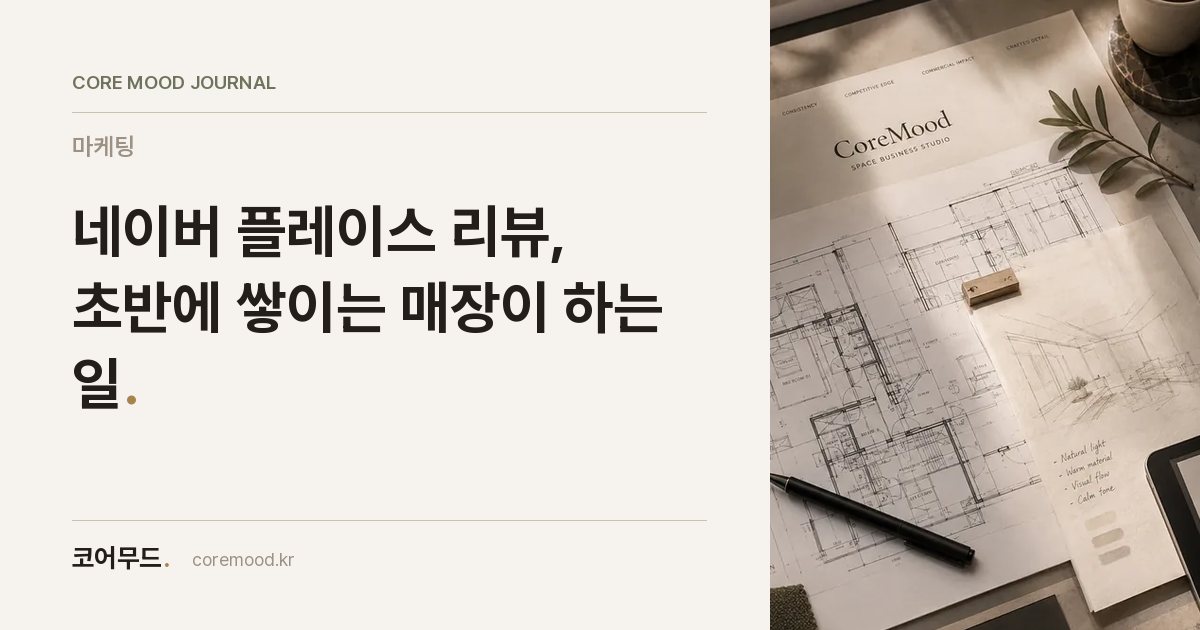 CORE MOOD JOURNAL
마케팅
네이버 플레이스 리뷰,
초반에 쌓이는 매장이 하는
일.
코어무드. coremood.kr
CONSISTENCY
COMPETITIVE EDGE
COMMERCIAL IMPACT
CRAFTED DETAIL
CoreMood
SPACE BUSINESS STUDIO
- Natural light
- Warm material
- Visual flow
- Calm tone